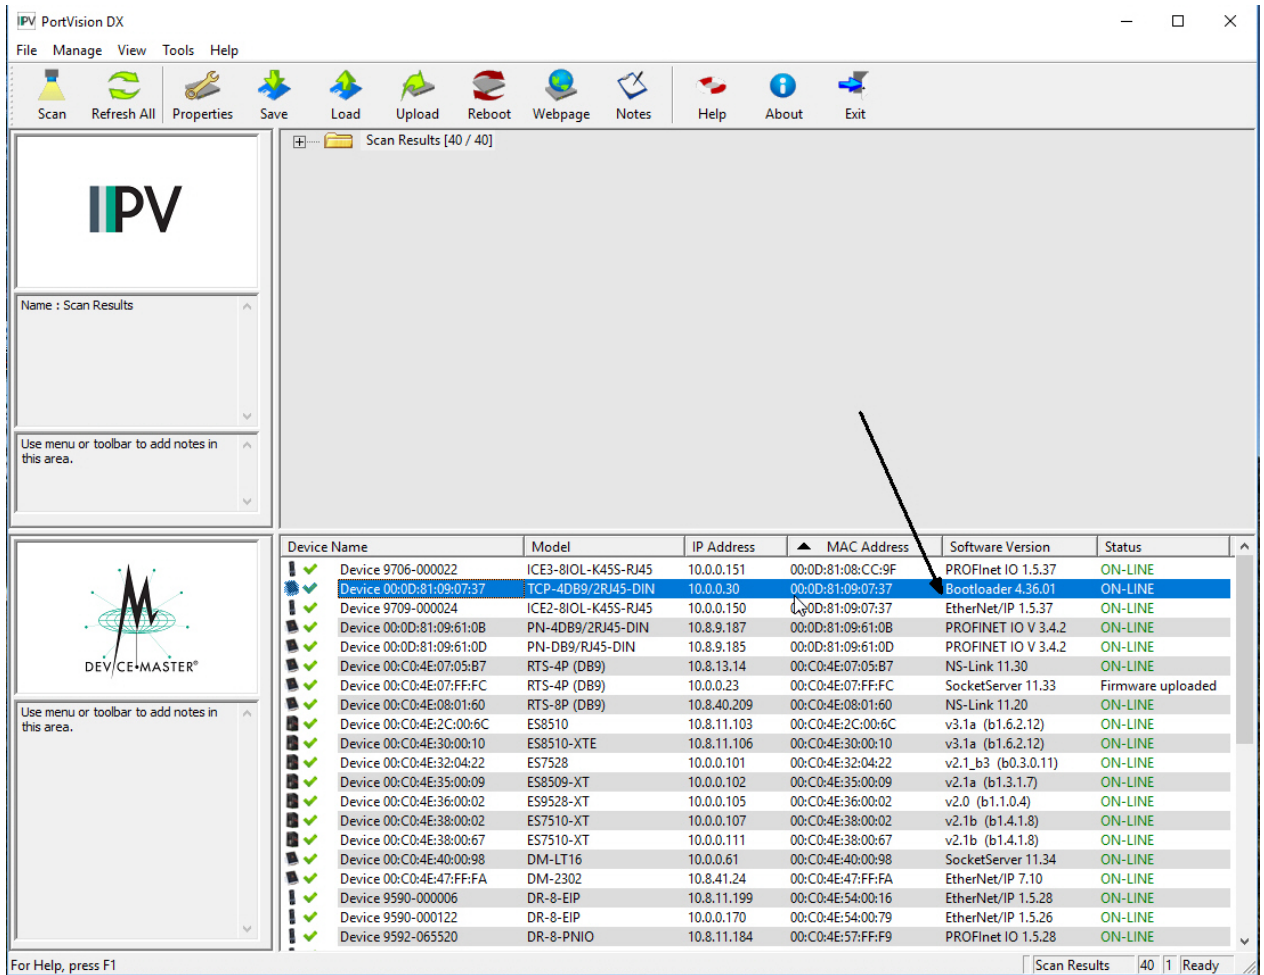 IPV PortVision DX
File Manage View Tools Help
Scan Refresh All Properties Save Load Upload Reboot Webpage Notes Help About Exit
Scan Results [40 / 40]
IPV
Name : Scan Results
Use menu or toolbar to add notes in
this area.
DEVICE•MASTER®
Use menu or toolbar to add notes in
this area.
Device Name Model IP Address MAC Address Software Version Status
Device 9706-000022 ICE3-8IOL-K45S-RJ45 10.0.0.151 00:0D:81:08:CC:9F PROFInet IO 1.5.37 ON-LINE
Device 00:0D:81:09:07:37 TCP-4DB9/2RJ45-DIN 10.0.0.30 00:0D:81:09:07:37 Bootloader 4.36.01 ON-LINE
Device 9709-000024 ICE2-8IOL-K45S-RJ45 10.0.0.150 00:0D:81:09:07:37 EtherNet/IP 1.5.37 ON-LINE
Device 00:0D:81:09:61:0B PN-4DB9/2RJ45-DIN 10.8.9.187 00:0D:81:09:61:0B PROFINET IO V 3.4.2 ON-LINE
Device 00:0D:81:09:61:0D PN-DB9/RJ45-DIN 10.8.9.185 00:0D:81:09:61:0D PROFINET IO V 3.4.2 ON-LINE
Device 00:C0:4E:07:05:B7 RTS-4P (DB9) 10.8.13.14 00:C0:4E:07:05:B7 NS-Link 11.30 ON-LINE
Device 00:C0:4E:07:FF:FC RTS-4P (DB9) 10.0.0.23 00:C0:4E:07:FF:FC SocketServer 11.33 Firmware uploaded
Device 00:C0:4E:08:01:60 RTS-8P (DB9) 10.8.40.209 00:C0:4E:08:01:60 NS-Link 11.20 ON-LINE
Device 00:C0:4E:2C:00:6C ES8510 10.8.11.103 00:C0:4E:2C:00:6C v3.1a (b1.6.2.12) ON-LINE
Device 00:C0:4E:30:00:10 ES8510-XTE 10.8.11.106 00:C0:4E:30:00:10 v3.1a (b1.6.2.12) ON-LINE
Device 00:C0:4E:32:04:22 ES7528 10.0.0.101 00:C0:4E:32:04:22 v2.1_b3 (b0.3.0.11) ON-LINE
Device 00:C0:4E:35:00:09 ES8509-XT 10.0.0.102 00:C0:4E:35:00:09 v2.1a (b1.3.1.7) ON-LINE
Device 00:C0:4E:36:00:02 ES9528-XT 10.0.0.105 00:C0:4E:36:00:02 v2.0 (b1.1.0.4) ON-LINE
Device 00:C0:4E:38:00:02 ES7510-XT 10.0.0.107 00:C0:4E:38:00:02 v2.1b (b1.4.1.8) ON-LINE
Device 00:C0:4E:38:00:67 ES7510-XT 10.0.0.111 00:C0:4E:38:00:67 v2.1b (b1.4.1.8) ON-LINE
Device 00:C0:4E:40:00:98 DM-LT16 10.0.0.61 00:C0:4E:40:00:98 SocketServer 11.34 ON-LINE
Device 00:C0:4E:47:FF:FA DM-2302 10.8.41.24 00:C0:4E:47:FF:FA EtherNet/IP 7.10 ON-LINE
Device 9590-000006 DR-8-EIP 10.8.11.199 00:C0:4E:54:00:16 EtherNet/IP 1.5.28 ON-LINE
Device 9590-000122 DR-8-EIP 10.0.0.170 00:C0:4E:54:00:79 EtherNet/IP 1.5.26 ON-LINE
Device 9592-065520 DR-8-PNIO 10.8.11.184 00:C0:4E:57:FF:F9 PROFInet IO 1.5.28 ON-LINE
For Help, press F1 Scan Results 40 1 Ready